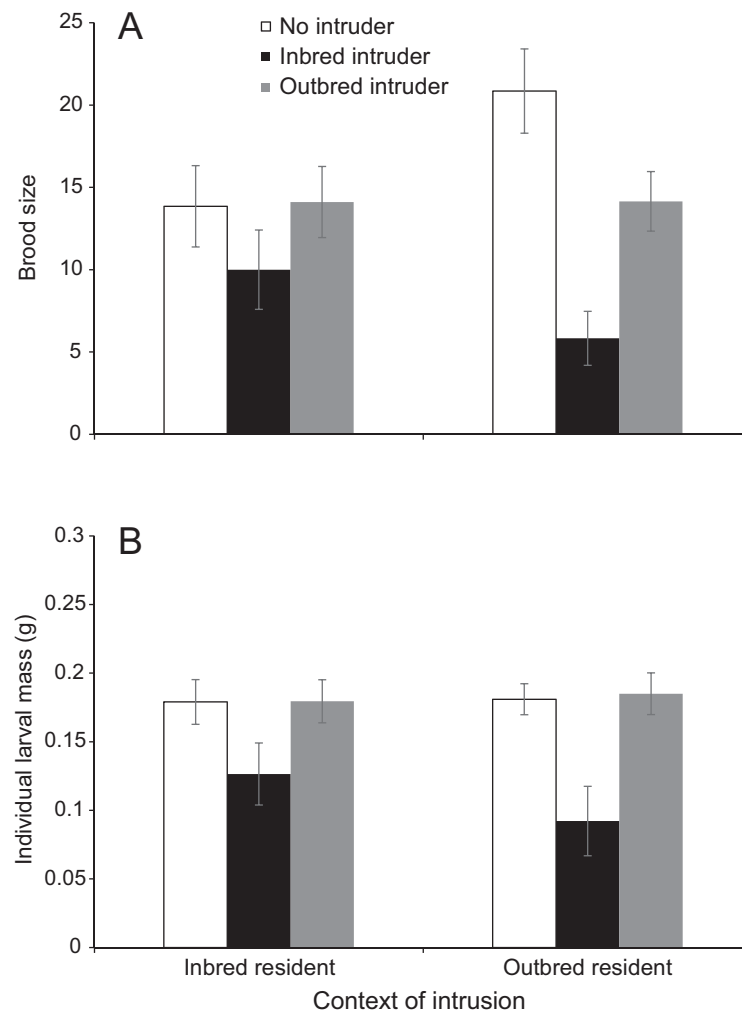 A
No intruder
Inbred intruder
Outbred intruder
25
20
15
10
5
0
Brood size
B
0.3
0.25
0.2
0.15
0.1
0.05
0
Individual larval mass (g)
Inbred resident Outbred resident
Context of intrusion